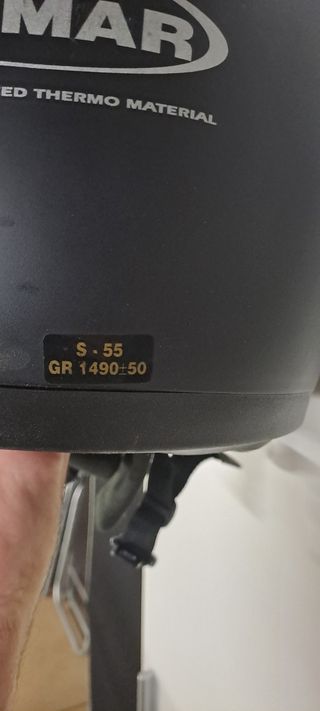 MAR
ED THERMO MATERIAL
S - 55
GR 1490±50